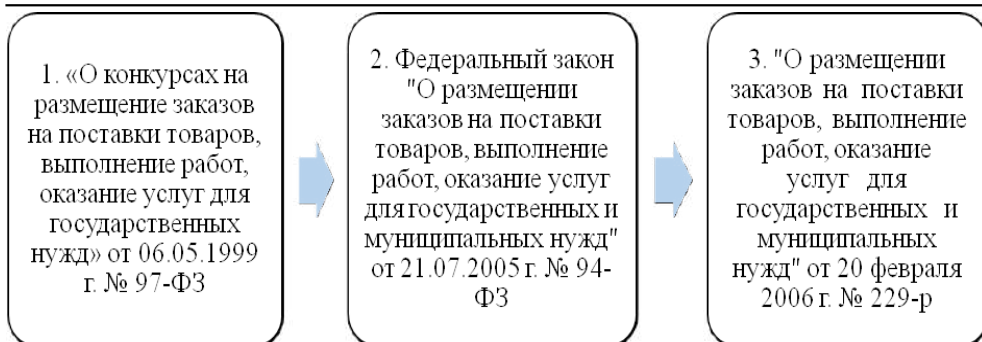 1. «О конкурсах на
размещение заказов
на поставки товаров,
выполнение работ,
оказание услуг для
государственных
нужд» от 06.05.1999
г. № 97-ФЗ
2. Федеральный закон
"О размещении
заказов на поставки
товаров, выполнение
работ, оказание услуг
для государственных и
муниципальных нужд"
от 21.07.2005 г. № 94-
ФЗ
3. "О размещении
заказов на поставки
товаров, выполнение
работ, оказание
услуг для
государственных и
муниципальных
нужд" от 20 февраля
2006 г. № 229-р